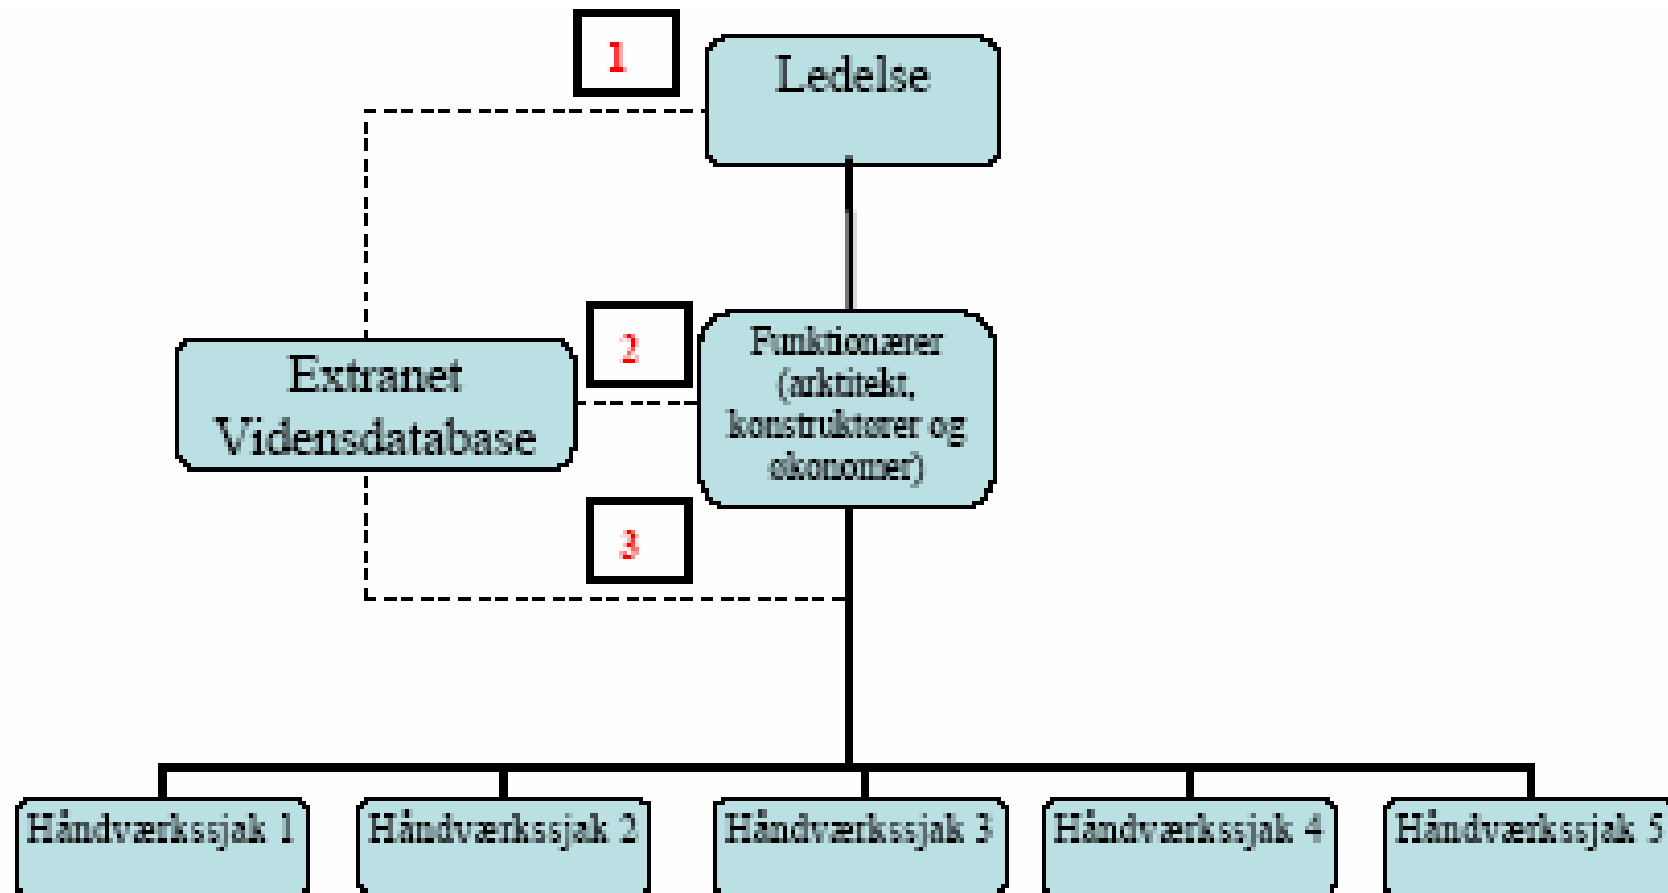 1
Ledelse
2
Extranet
Vidensdatabase
Funktionærer
(arktitekt,
konstruktører og
økonomer)
3
Håndværkssjak 1
Håndværkssjak 2
Håndværkssjak 3
Håndværkssjak 4
Håndværkssjak 5